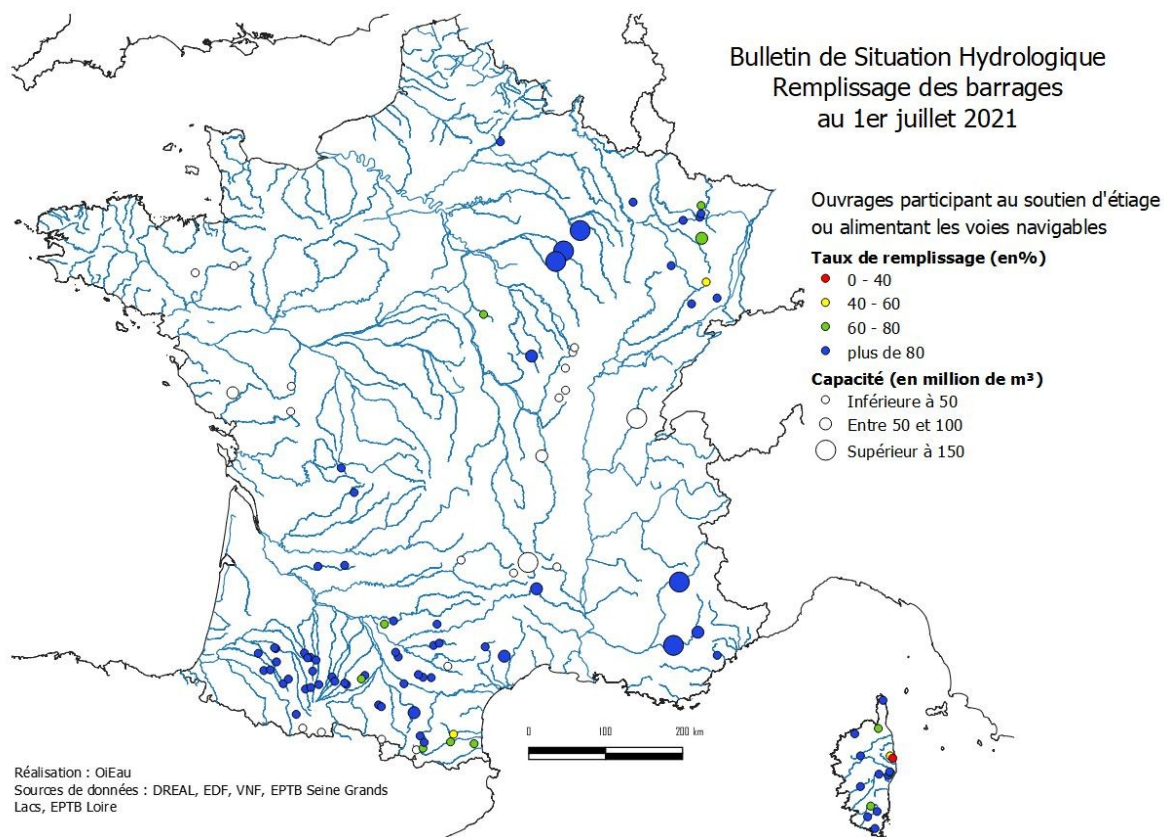 Bulletin de Situation Hydrologique
Remplissage des barrages
au 1er juillet 2021
Ouvrages participant au soutien d'étiage
ou alimentant les voies navigables
Taux de remplissage (en%)
0 - 40
40 - 60
60 - 80
plus de 80
Capacité (en million de m³)
Inférieure à 50
Entre 50 et 100
Supérieur à 150
0 100 200 km
Réalisation : OiEau
Sources de données : DREAL, EDF, VNF, EPTB Seine Grands
Lacs, EPTB Loire